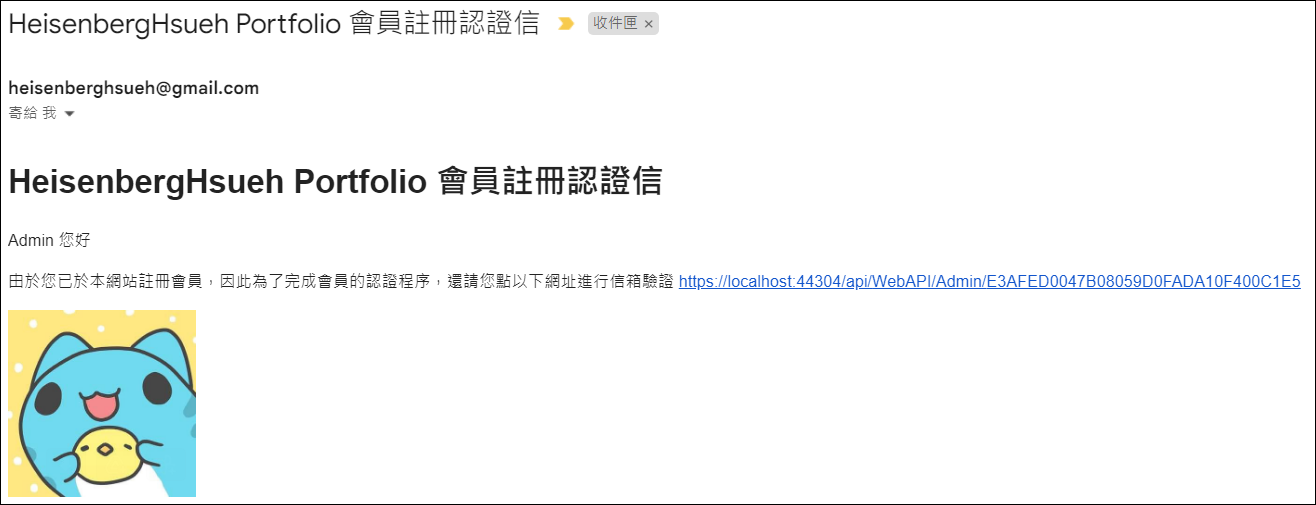 HeisenbergHsueh Portfolio 會員註冊認證信 收件匣 ×
heisenberghsueh@gmail.com
寄給 我
HeisenbergHsueh Portfolio 會員註冊認證信
Admin 您好
由於您已於本網站註冊會員，因此為了完成會員的認證程序，還請您點以下網址進行信箱驗證 https://localhost:44304/api/WebAPI/Admin/E3AFED0047B08059D0FADA10F400C1E5